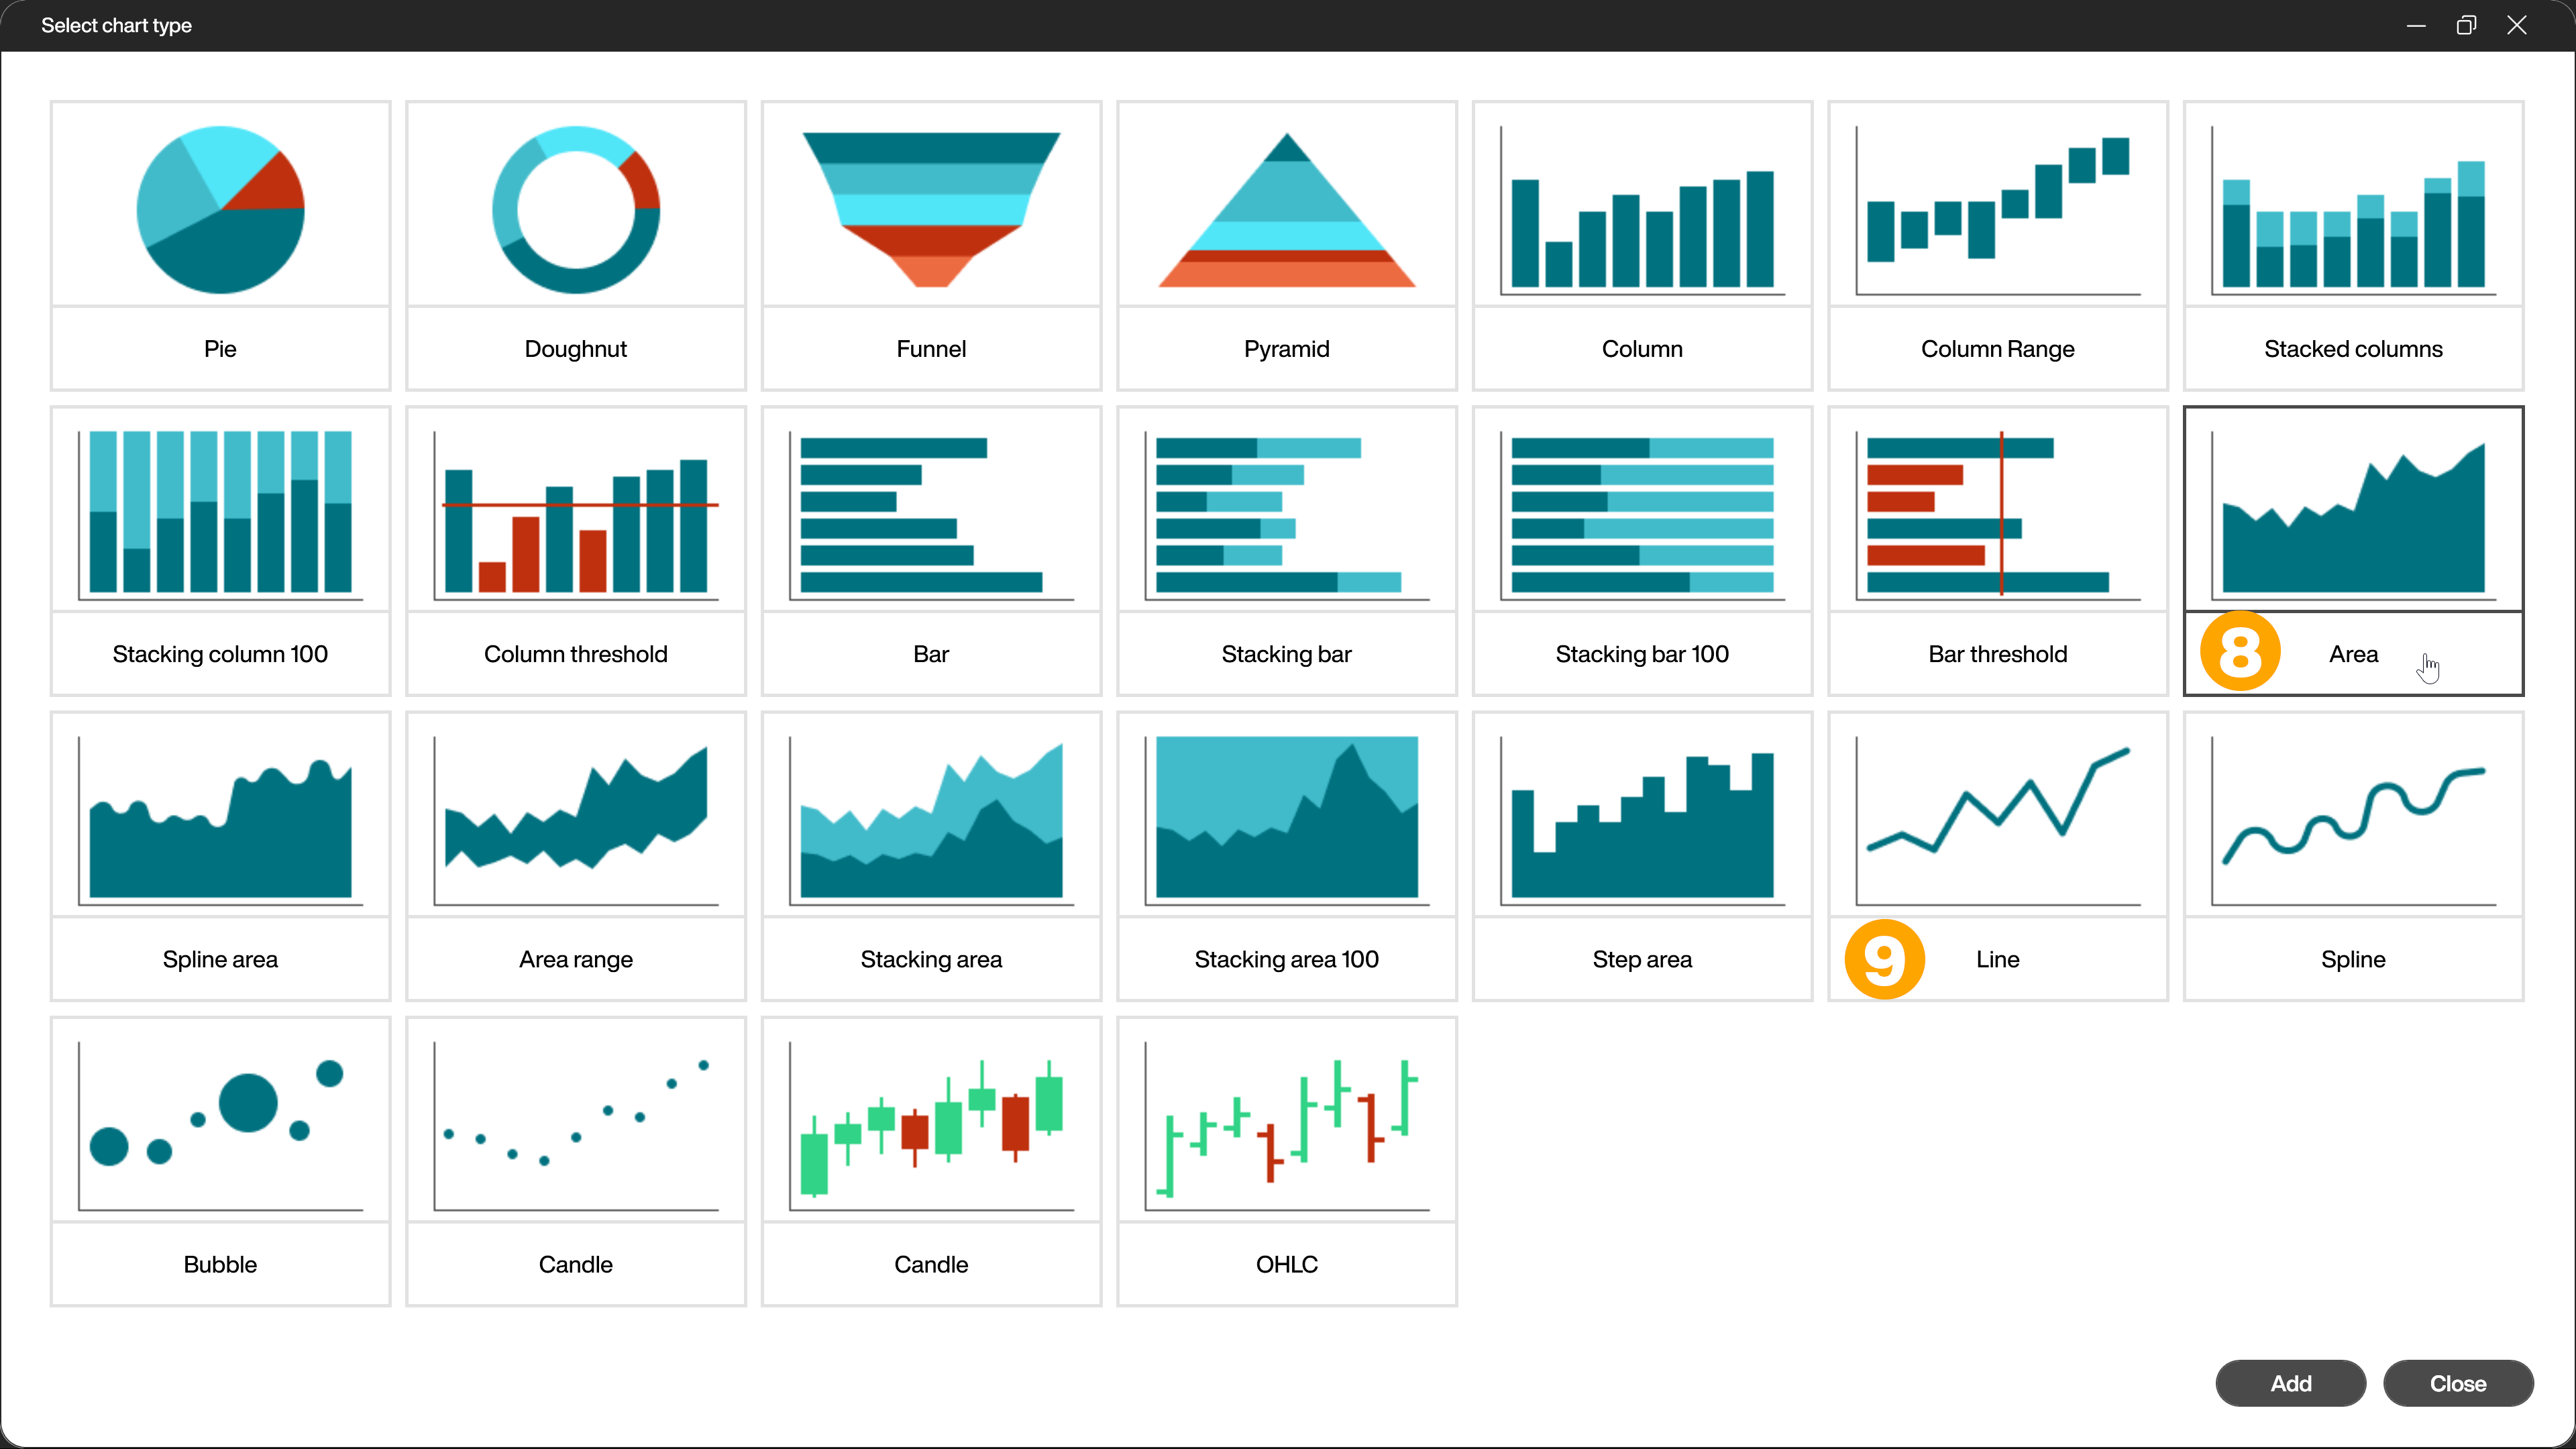 Select chart type
Pie
Doughnut
Funnel
Pyramid
Column
Column Range
Stacked columns
Stacking column 100
Column threshold
Bar
Stacking bar
Stacking bar 100
Bar threshold
8
Area
Spline area
Area range
Stacking area
Stacking area 100
Step area
9
Line
Spline
Bubble
Candle
Candle
OHLC
Add
Close